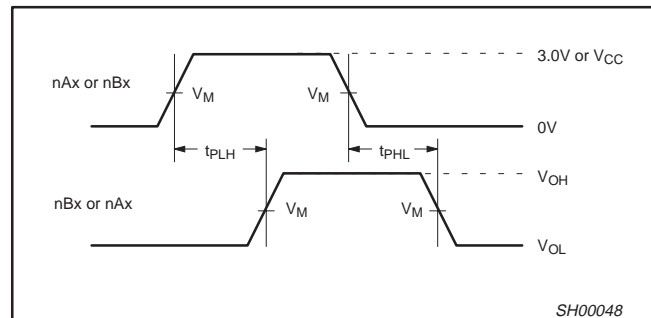 3.0V or VCC
nAx or nBx
VM
VM
0V
tPLH
tPHL
VOH
nBx or nAx
VM
VM
VOL
SH00048